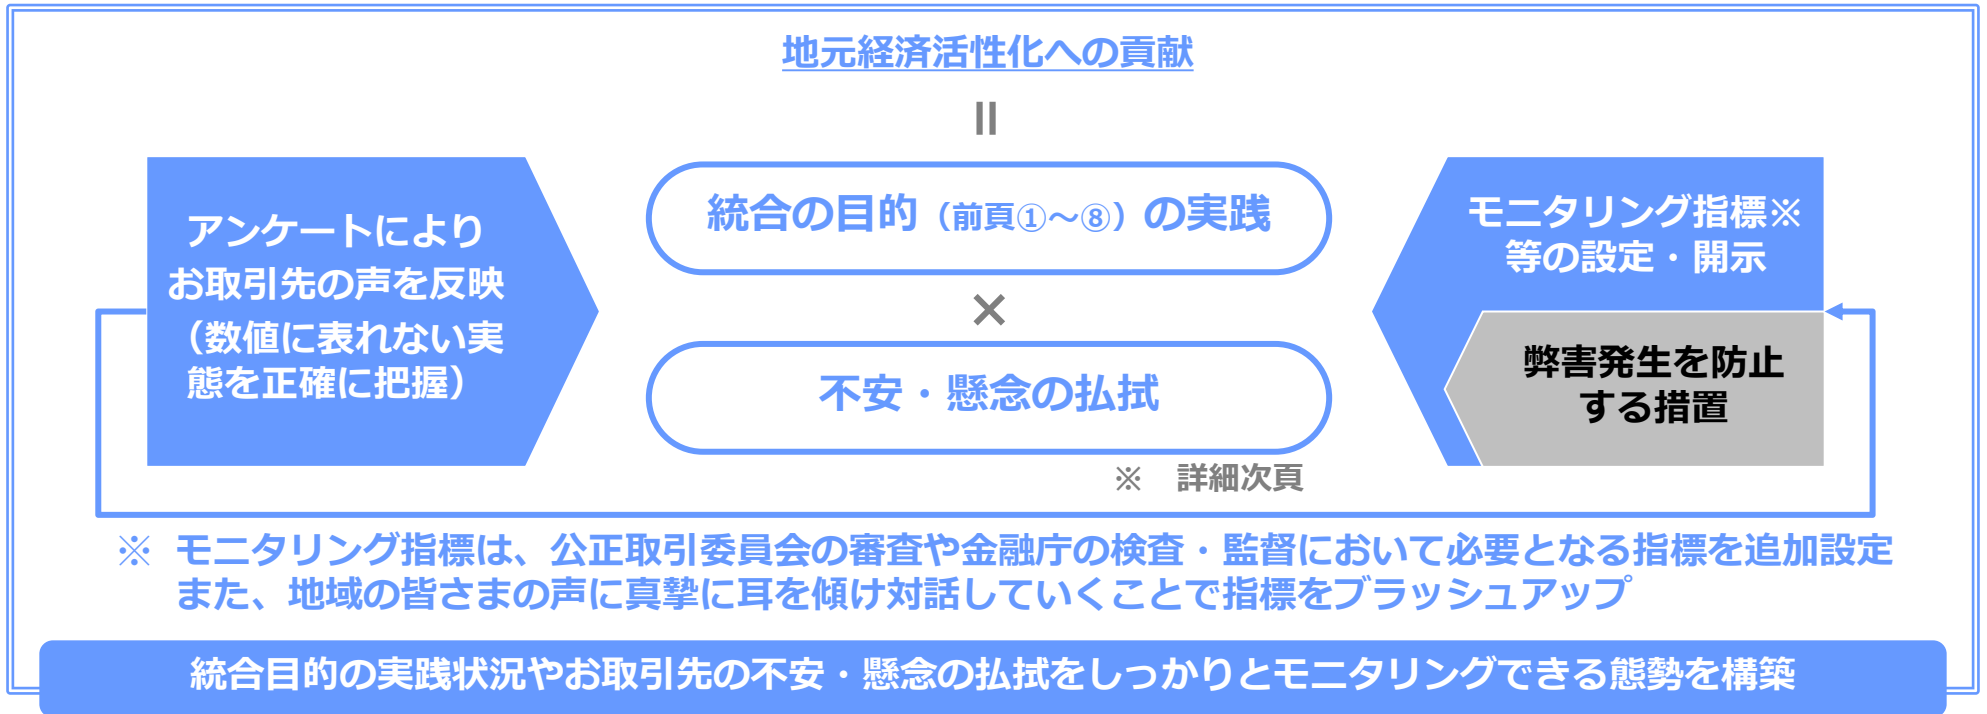 地元経済活性化への貢献
＝
アンケートにより
お取引先の声を反映
（数値に表れない実
態を正確に把握）
統合の目的（前頁①～⑧）の実践
×
不安・懸念の払拭
※　詳細次頁
モニタリング指標※
等の設定・開示
弊害発生を防止
する措置
※ モニタリング指標は、公正取引委員会の審査や金融庁の検査・監督において必要となる指標を追加設定
また、地域の皆さまの声に真摯に耳を傾け対話していくことで指標をブラッシュアップ
統合目的の実践状況やお取引先の不安・懸念の払拭をしっかりとモニタリングできる態勢を構築